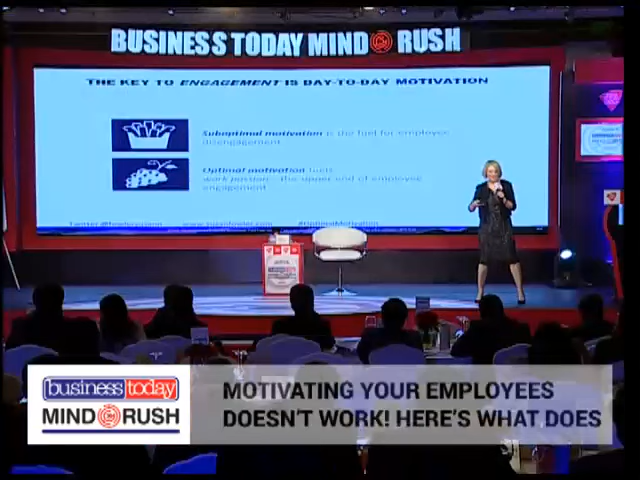 BUSINESS TODAY MIND RUSH
THE KEY TO ENGAGEMENT IS DAY-TO-DAY MOTIVATION
Suboptimal motivation is the fuel for employee
disengagement
Optimal motivation fuels
work passion - the upper end of employee
engagement
business today
MIND RUSH
MOTIVATING YOUR EMPLOYEES
DOESN'T WORK! HERE'S WHAT DOES